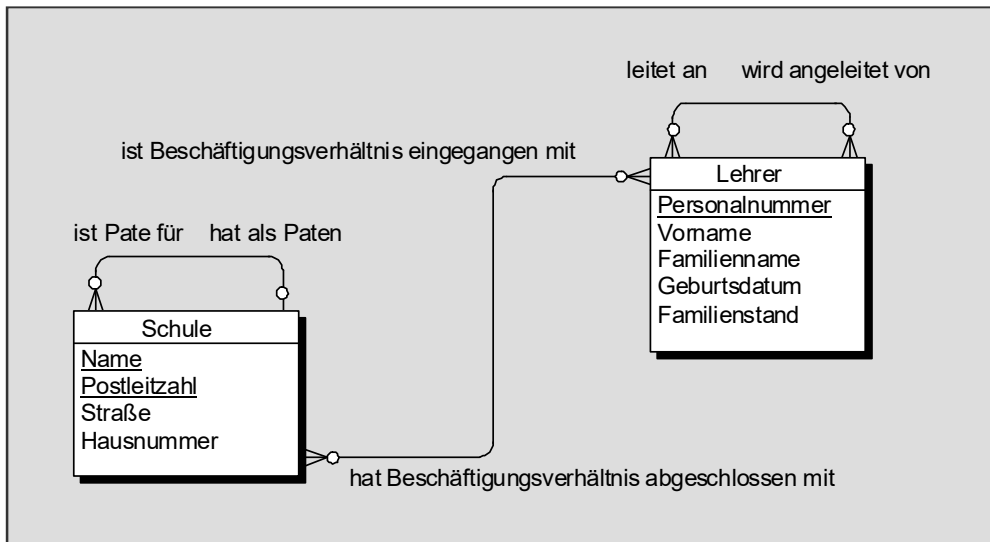 leitet an wird angeleitet von
ist Beschäftigungsverhältnis eingegangen mit
Lehrer
Personalnummer
Vorname
Familienname
Geburtsdatum
Familienstand
ist Pate für hat als Paten
Schule
Name
Postleitzahl
Straße
Hausnummer
hat Beschäftigungsverhältnis abgeschlossen mit